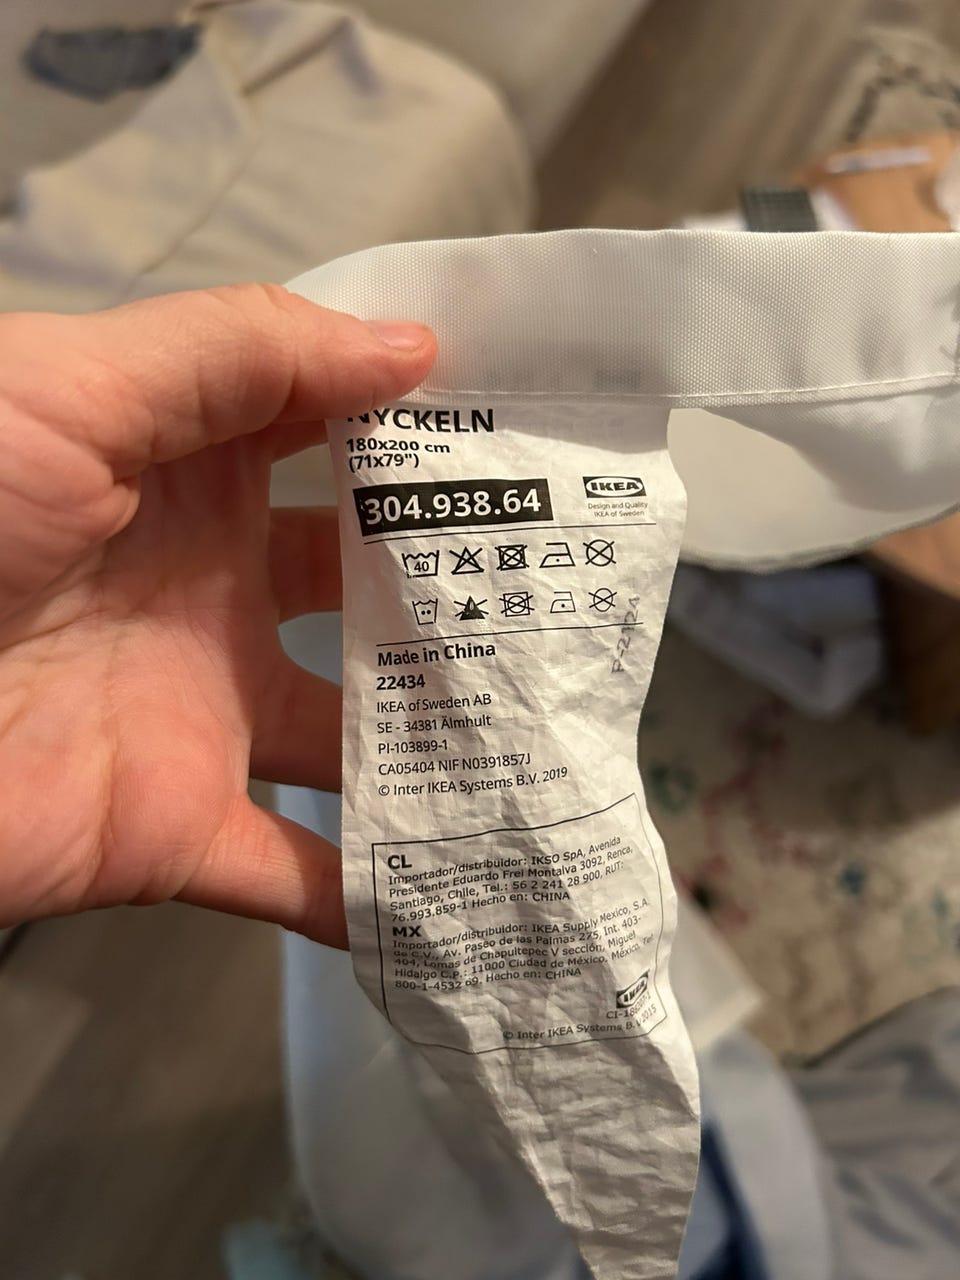 NYCKELN
180x200 cm
(71x79")
304.938.64
IKEA
Design and Quality
IKEA of Sweden
40
Made in China
22434
IKEA of Sweden AB
SE - 34381 Älmhult
PI-103899-1
CA05404 NIF N0391857J
© Inter IKEA Systems B.V. 2019
CL
Importador/distribuidor: IKSO SpA, Avenida
Presidente Eduardo Frei Montalva 3092, Renca,
Santiago, Chile, Tel.: 56 2 241 28 900, RUT:
76.993.859-1 Hecho en: CHINA
MX
Importador/distribuidor: IKEA Supply Mexico, S.A.
de C.V., Av. Paseo de las Palmas 275, Int. 403-
404, Lomas de Chapultepec V sección, Miguel
Hidalgo C.P.: 11000 Ciudad de México, México, Tel:
800-1-4532 69, Hecho en: CHINA
IKEA
© Inter IKEA Systems B.V. 2015